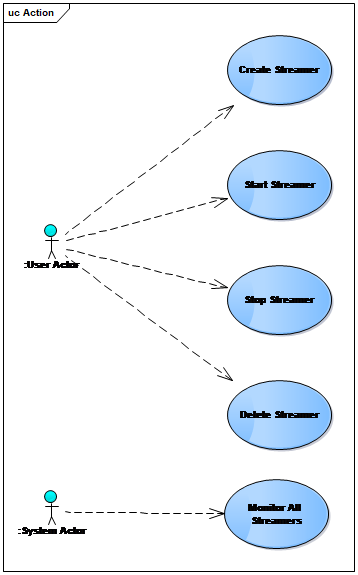 uc Action
Create Streamer
Start Streamer
:User Actor
Stop Streamer
Delete Streamer
Monitor All
Streamers
:System Actor